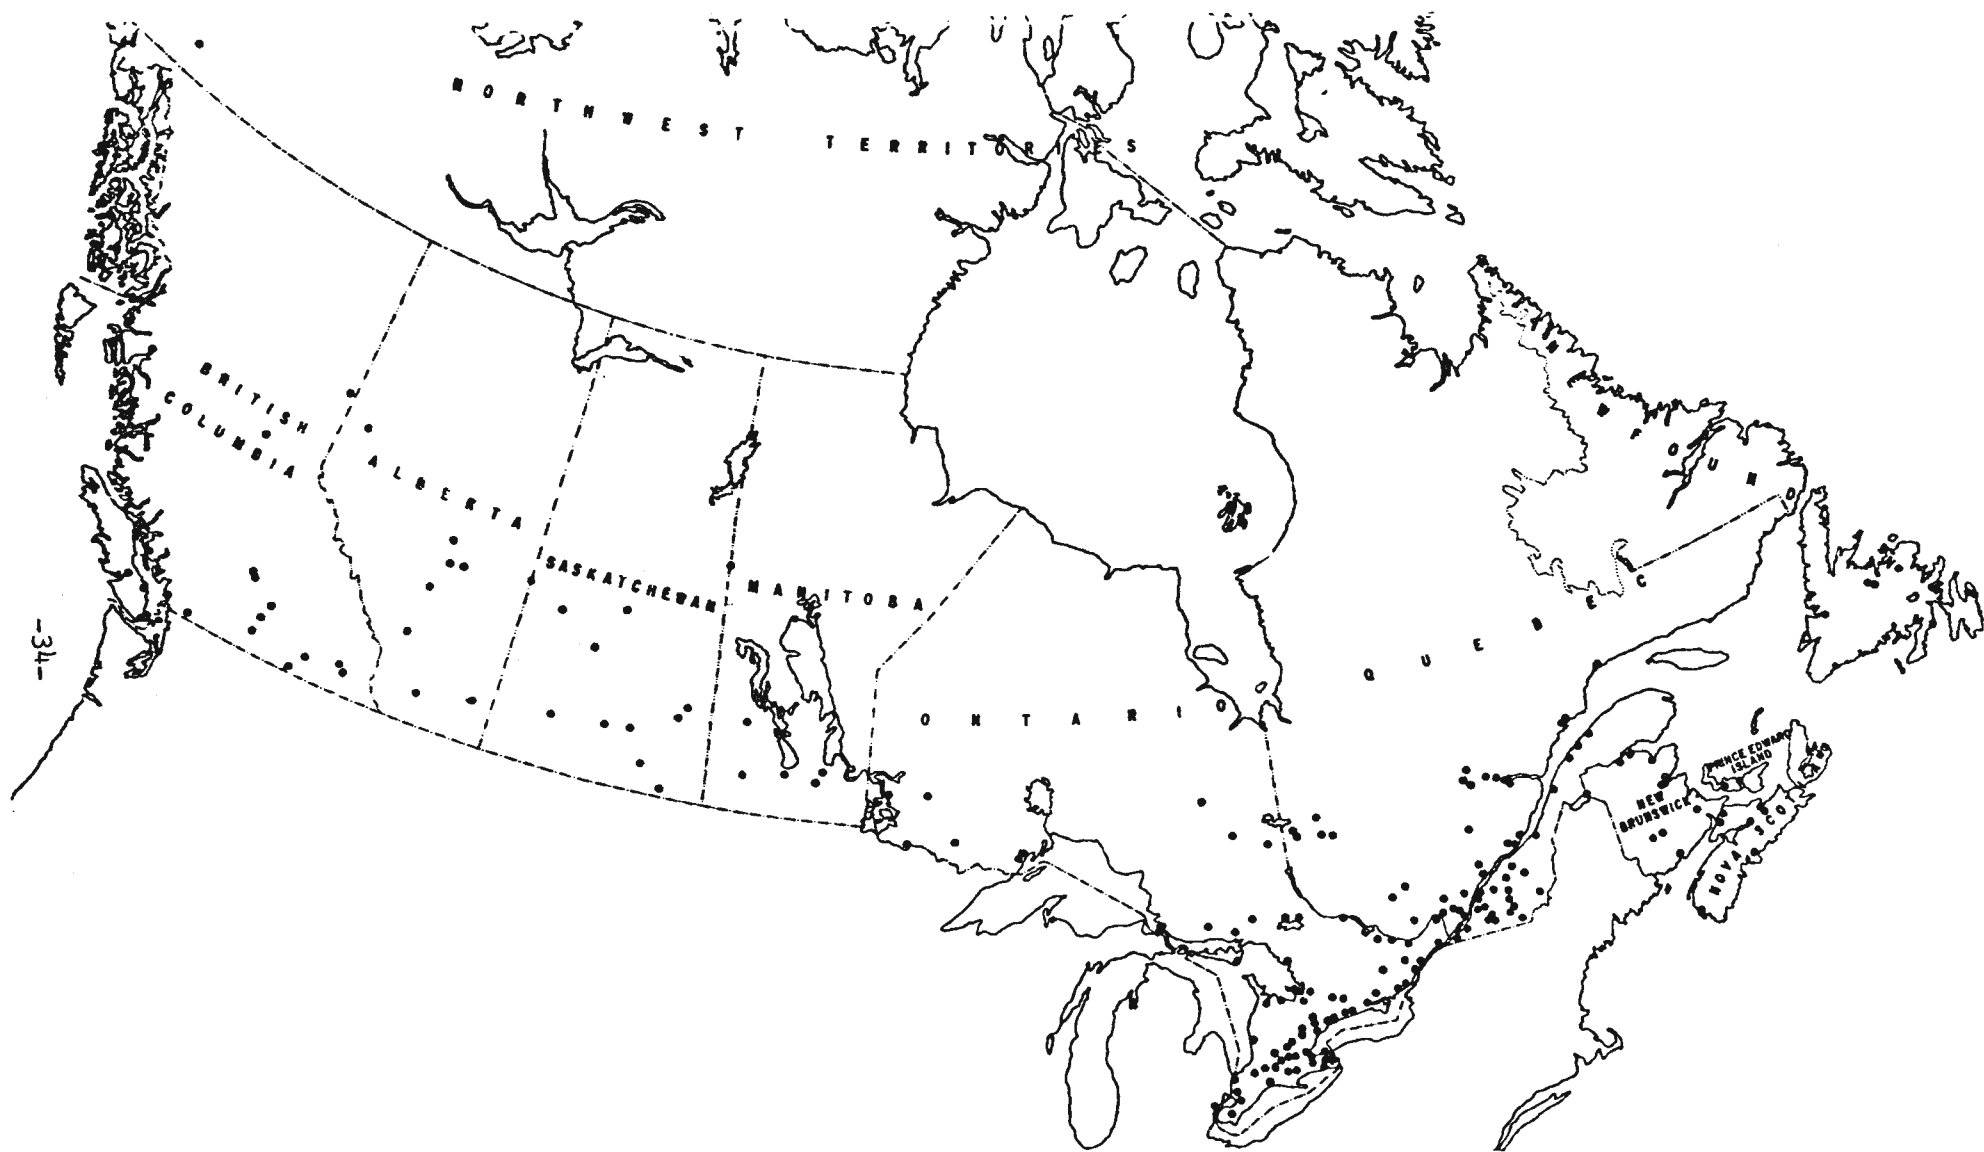 NORTHWEST TERRITORIES
BRITISH
COLUMBIA
ALBERTA
SASKATCHEWAN
MANITOBA
ONTARIO
QUEBEC
PRINCE EDWARD
ISLAND
NEW
BRUNSWICK
NOVA SCO
-34-